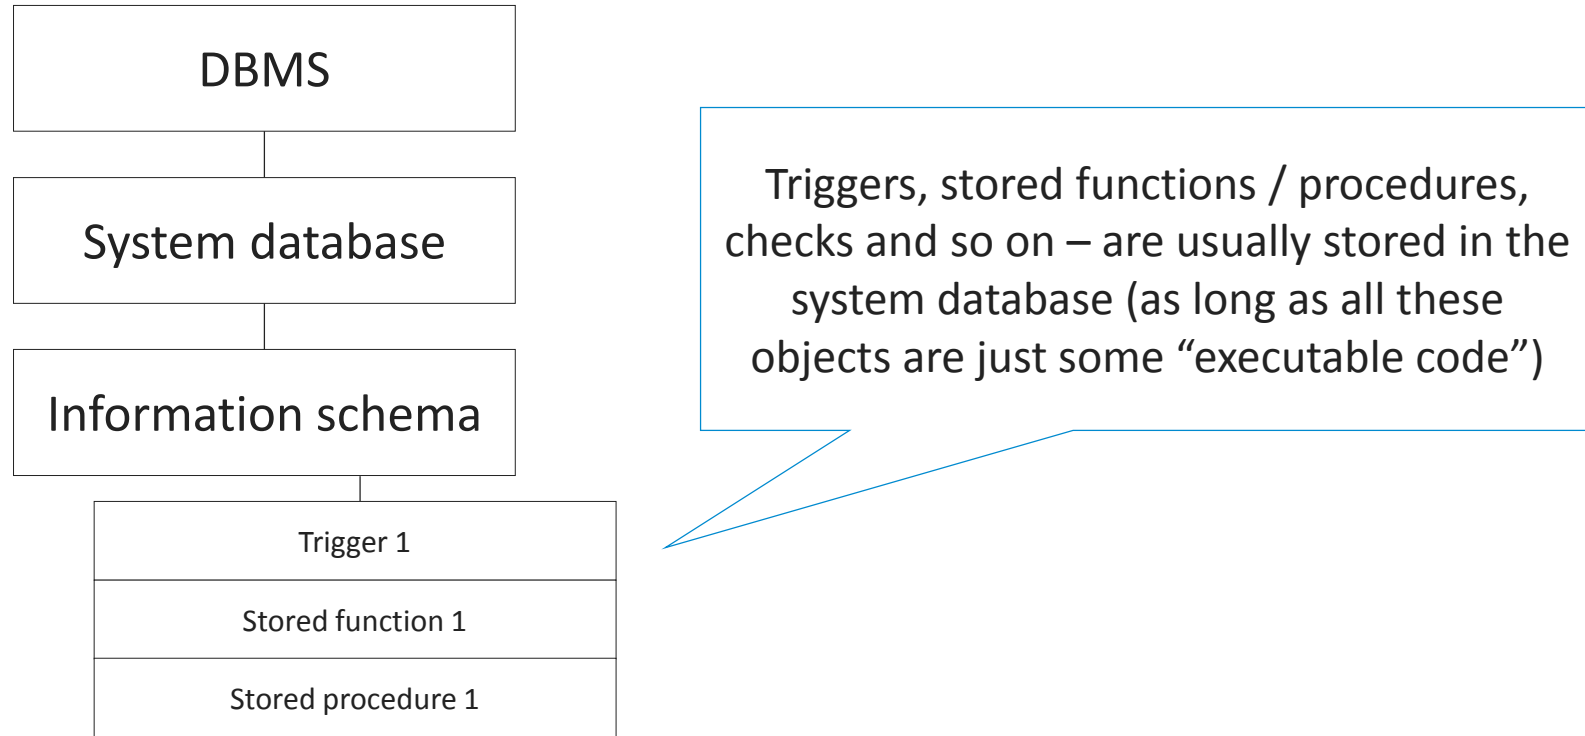 DBMS
System database
Information schema
Trigger 1
Stored function 1
Stored procedure 1
Triggers, stored functions / procedures,
checks and so on – are usually stored in the
system database (as long as all these
objects are just some “executable code”)